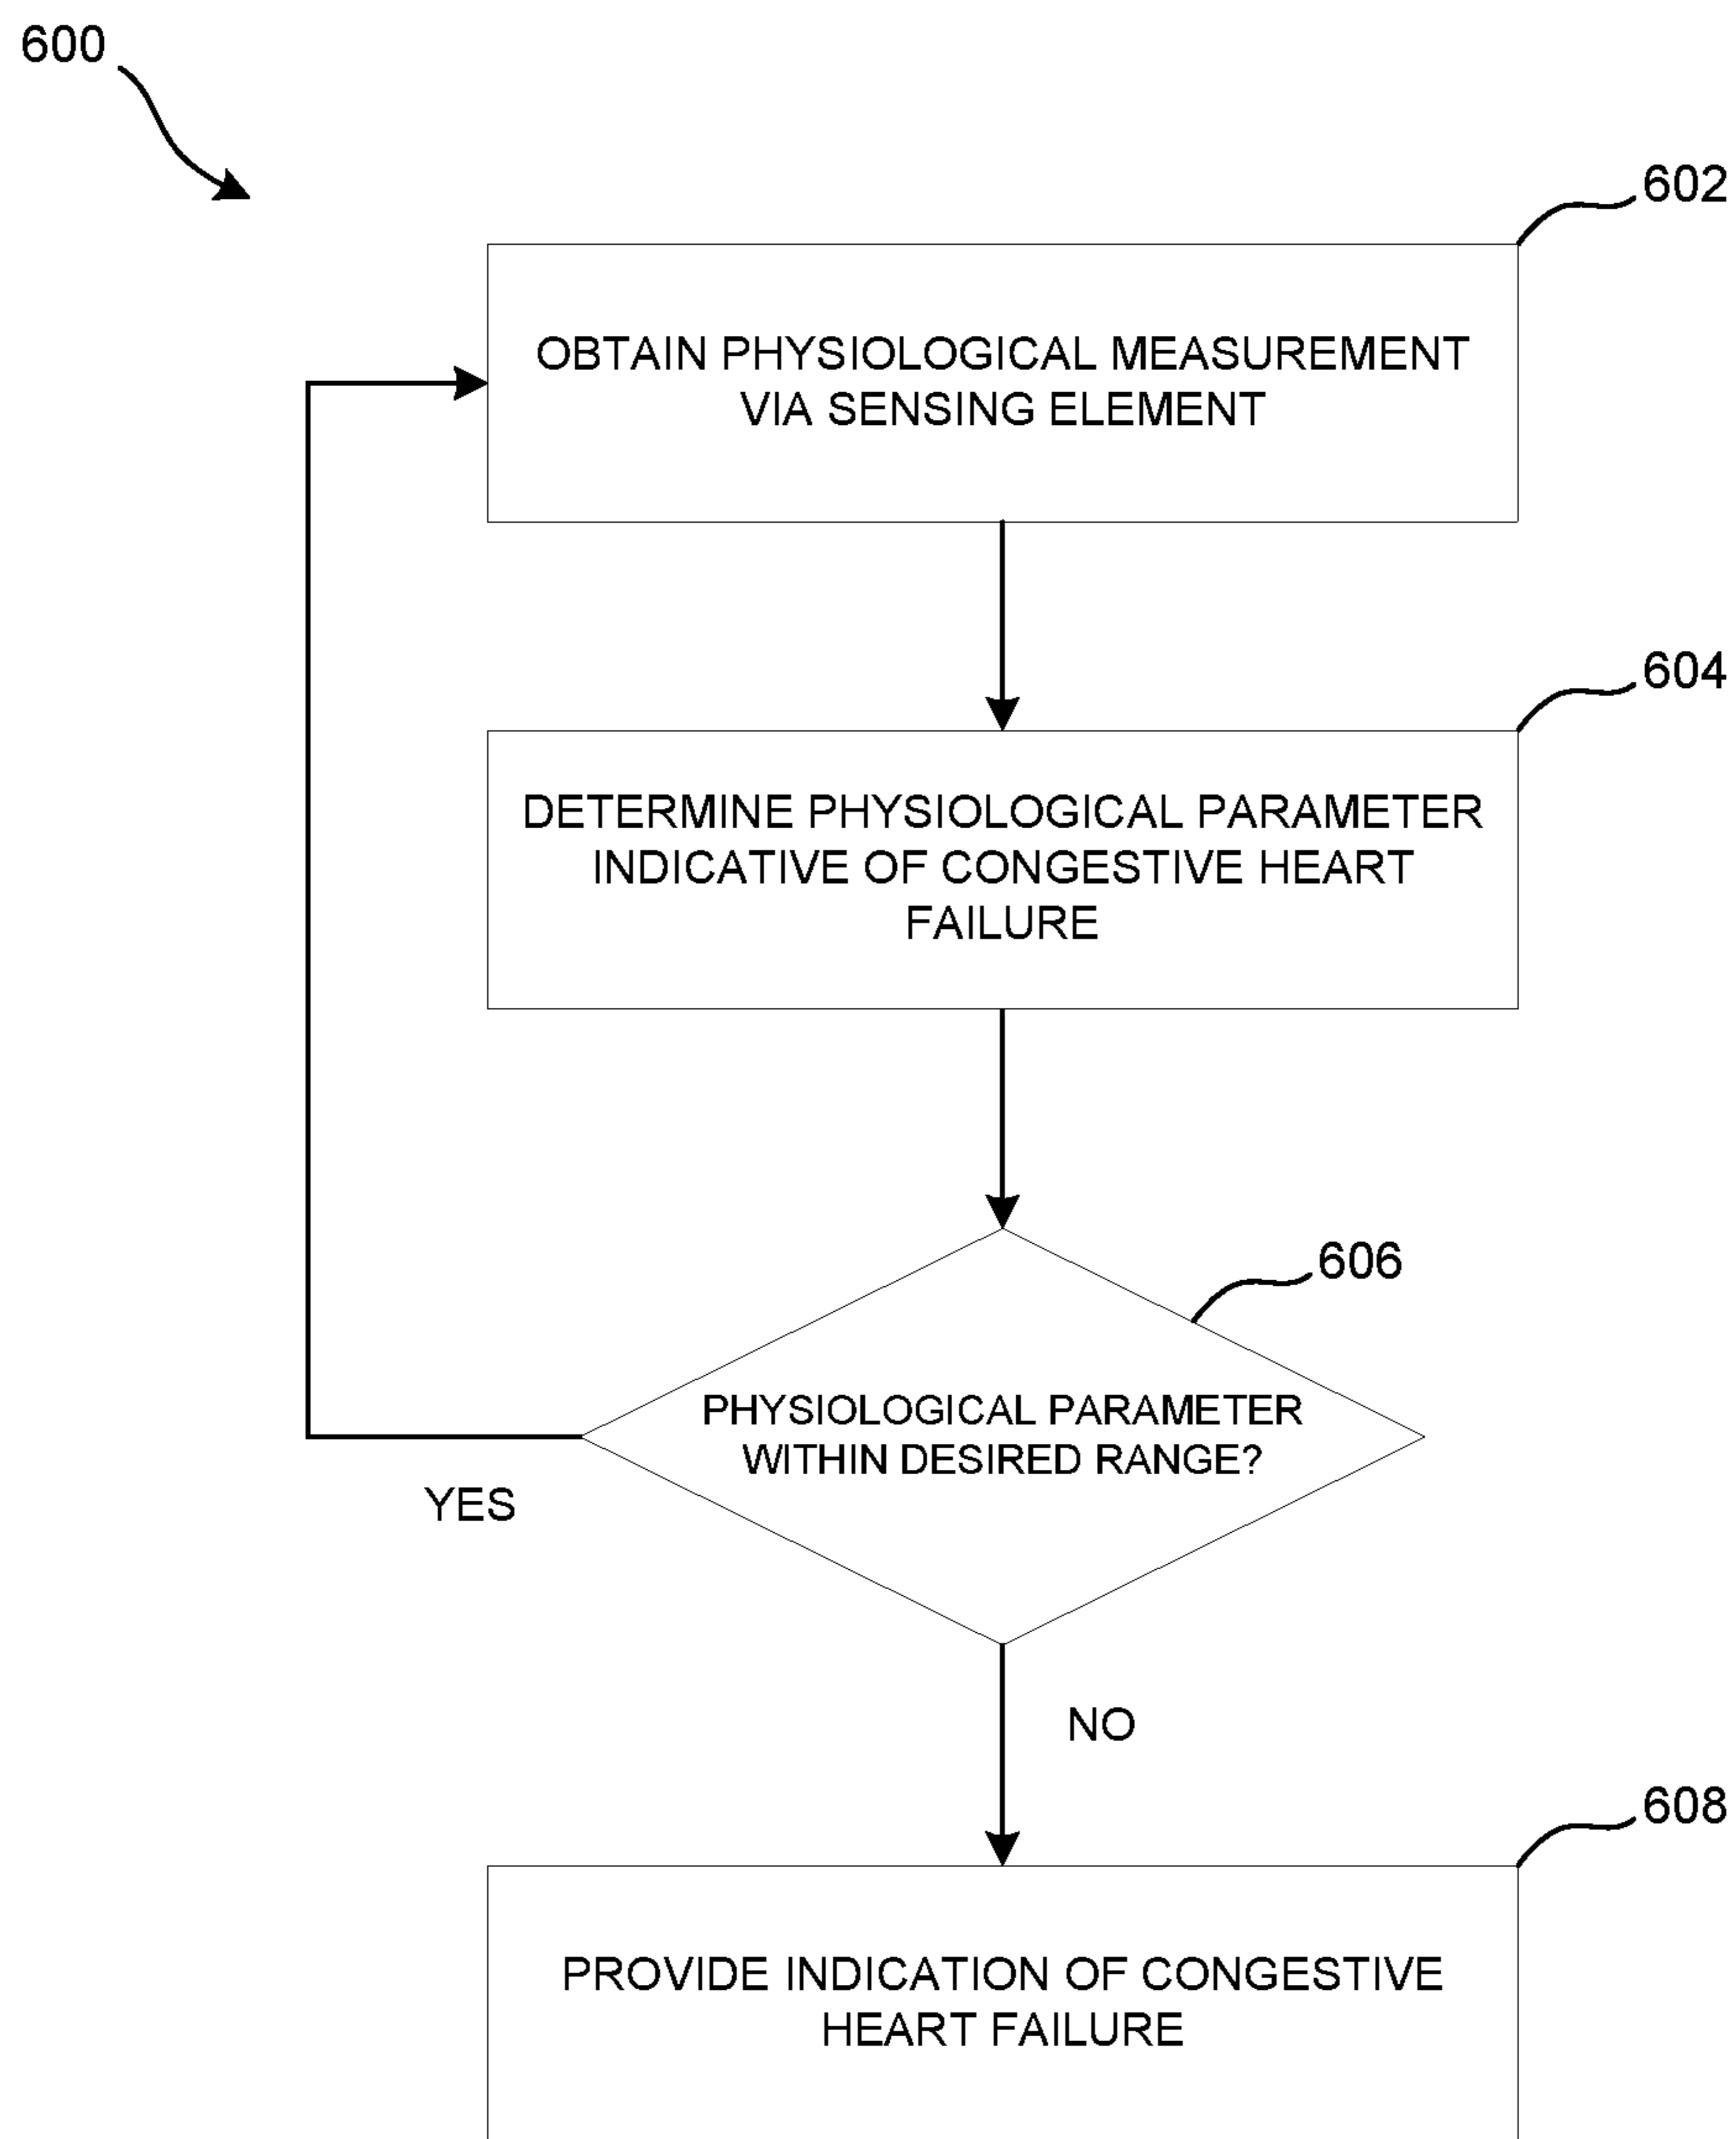 600
602
OBTAIN PHYSIOLOGICAL MEASUREMENT
VIA SENSING ELEMENT
604
DETERMINE PHYSIOLOGICAL PARAMETER
INDICATIVE OF CONGESTIVE HEART
FAILURE
606
PHYSIOLOGICAL PARAMETER
WITHIN DESIRED RANGE?
YES
NO
608
PROVIDE INDICATION OF CONGESTIVE
HEART FAILURE